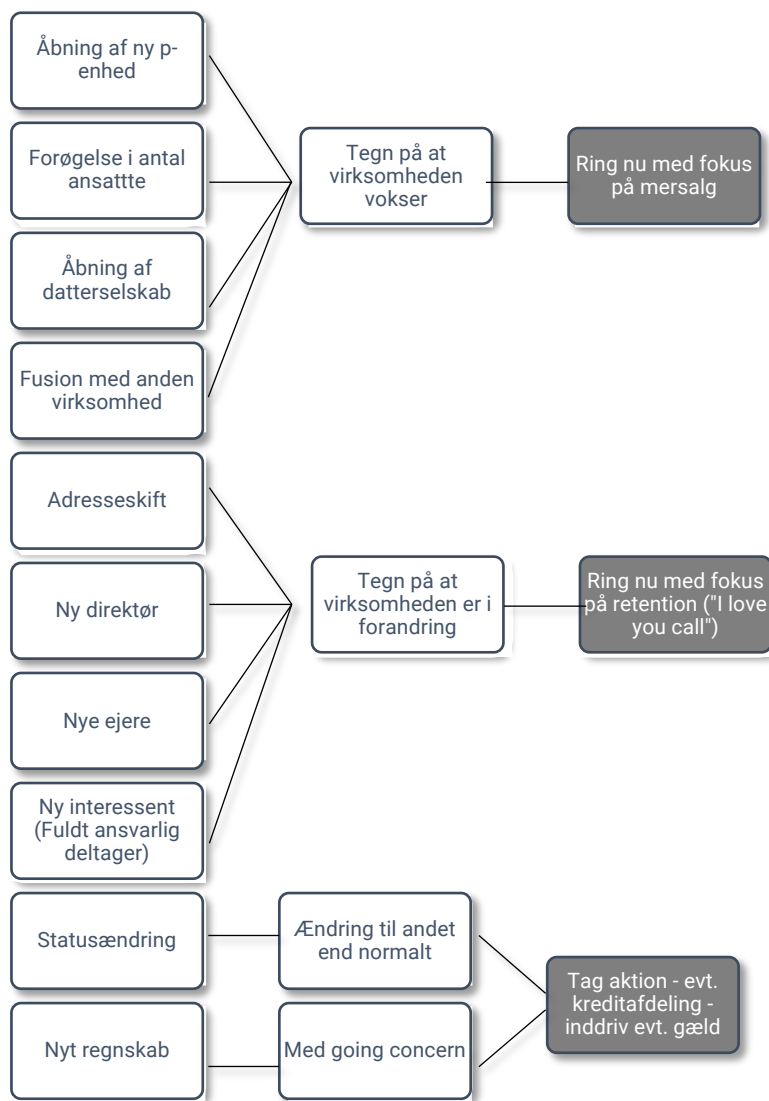 Åbning af ny p-
enhed
Forøgelse i antal
ansattte
Åbning af
datterselskab
Fusion med anden
virksomhed
Tegn på at
virksomheden
vokser
Ring nu med fokus
på mersalg
Adresseskift
Ny direktør
Nye ejere
Ny interessent
(Fuldt ansvarlig
deltager)
Tegn på at
virksomheden er i
forandring
Ring nu med fokus
på retention ("I love
you call")
Statusændring
Ændring til andet
end normalt
Nyt regnskab
Med going concern
Tag aktion - evt.
kreditafdeling -
inddriv evt. gæld